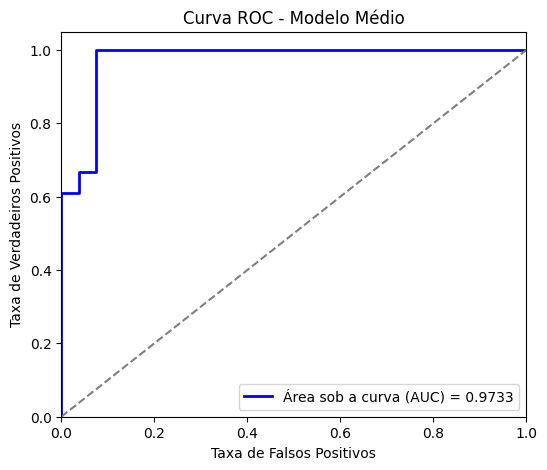 Curva ROC - Modelo Médio
Taxa de Verdadeiros Positivos
1.0
0.8
0.6
0.4
0.2
0.0
Área sob a curva (AUC) = 0.9733
0.0 0.2 0.4 0.6 0.8 1.0
Taxa de Falsos Positivos